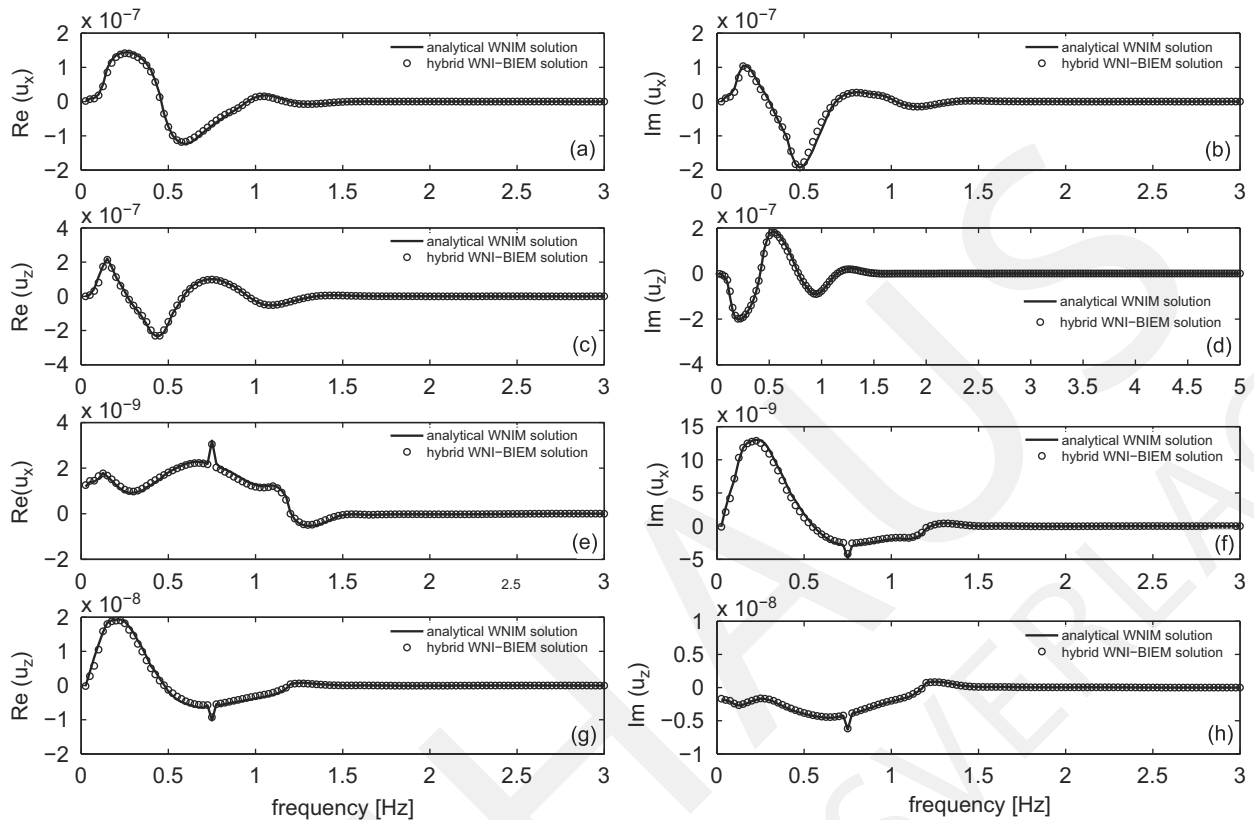 x 10⁻⁷
2
1
0
−1
−2
Re (uₓ)
analytical WNIM solution
hybrid WNI−BIEM solution
(a)
0 0.5 1 1.5 2 2.5 3
x 10⁻⁷
2
1
0
−1
−2
Im (uₓ)
analytical WNIM solution
hybrid WNI−BIEM solution
(b)
0 0.5 1 1.5 2 2.5 3
x 10⁻⁷
4
2
0
−2
−4
Re (u_z)
analytical WNIM solution
hybrid WNI−BIEM solution
(c)
0 0.5 1 1.5 2 2.5 3
x 10⁻⁷
2
0
−2
−4
Im (u_z)
analytical WNIM solution
hybrid WNI−BIEM solution
(d)
0 0.5 1 1.5 2 2.5 3 3.5 4 4.5 5
x 10⁻⁹
4
2
0
−2
Re(uₓ)
analytical WNIM solution
hybrid WNI−BIEM solution
(e)
0 0.5 1 1.5 2 2.5 3
x 10⁻⁹
15
10
5
0
−5
Im (uₓ)
analytical WNIM solution
hybrid WNI−BIEM solution
(f)
0 0.5 1 1.5 2 2.5 3
x 10⁻⁸
2
1
0
−1
−2
Re (u_z)
analytical WNIM solution
hybrid WNI−BIEM solution
(g)
0 0.5 1 1.5 2 2.5 3
frequency [Hz]
x 10⁻⁸
1
0.5
0
−0.5
−1
Im (u_z)
analytical WNIM solution
hybrid WNI−BIEM solution
(h)
0 0.5 1 1.5 2 2.5 3
frequency [Hz]
HAUS
SVERLAG